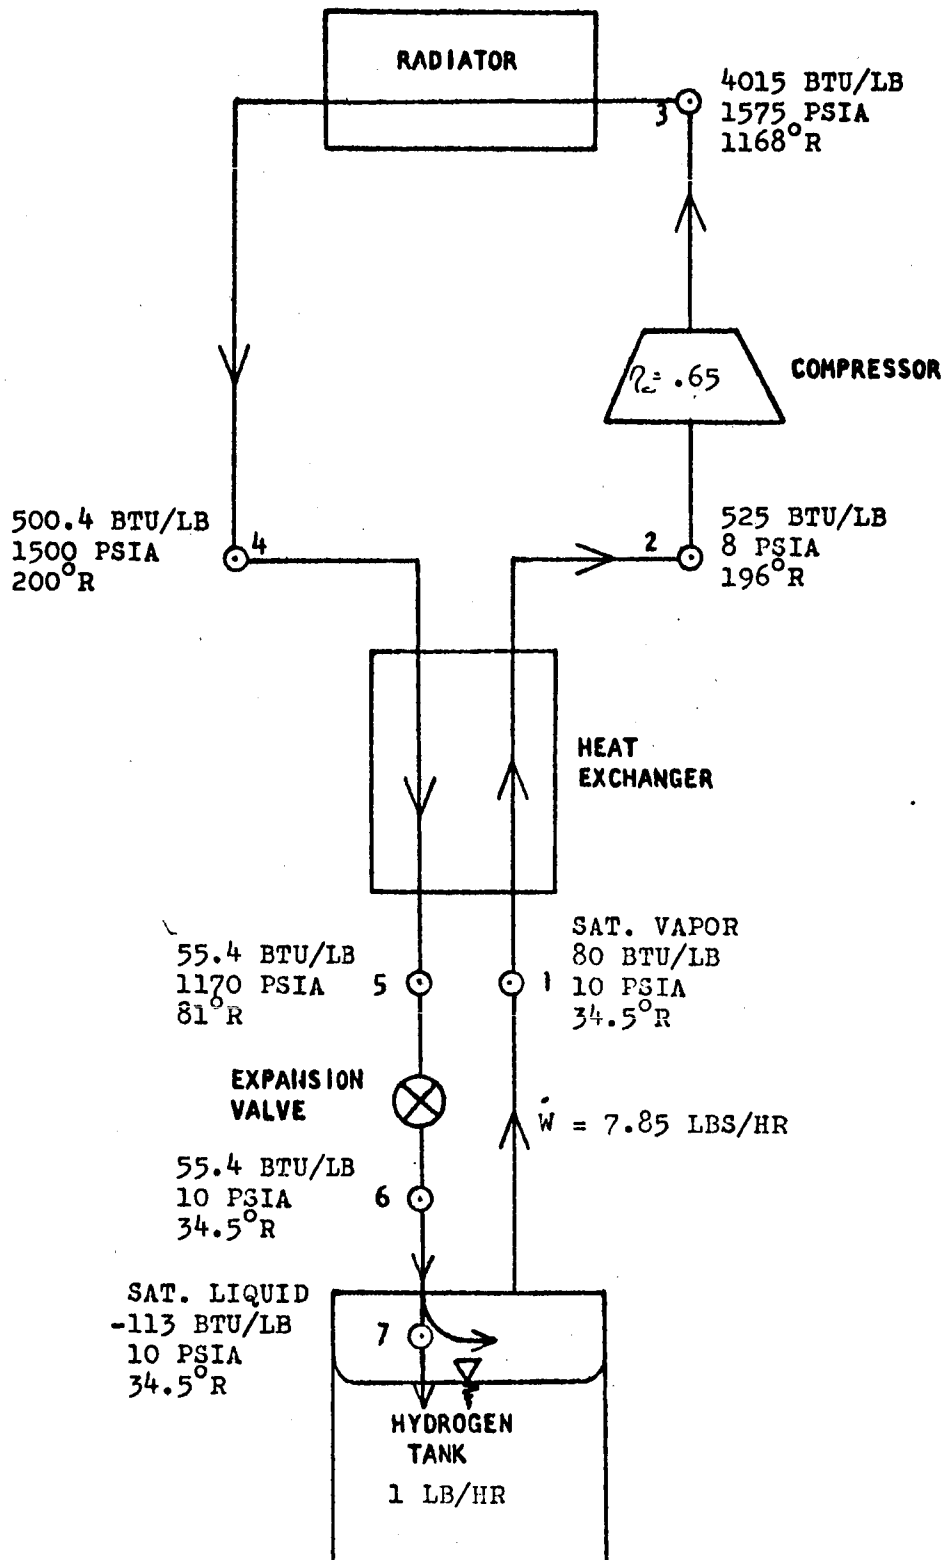 RADIATOR
3
4015 BTU/LB
1575 PSIA
1168°R
ηc= .65
COMPRESSOR
500.4 BTU/LB
1500 PSIA
200°R
4
2
525 BTU/LB
8 PSIA
196°R
HEAT
EXCHANGER
55.4 BTU/LB
1170 PSIA
81°R
5
1
SAT. VAPOR
80 BTU/LB
10 PSIA
34.5°R
EXPANSION
VALVE
Ẇ = 7.85 LBS/HR
55.4 BTU/LB
10 PSIA
34.5°R
6
SAT. LIQUID
-113 BTU/LB
10 PSIA
34.5°R
7
HYDROGEN
TANK
1 LB/HR